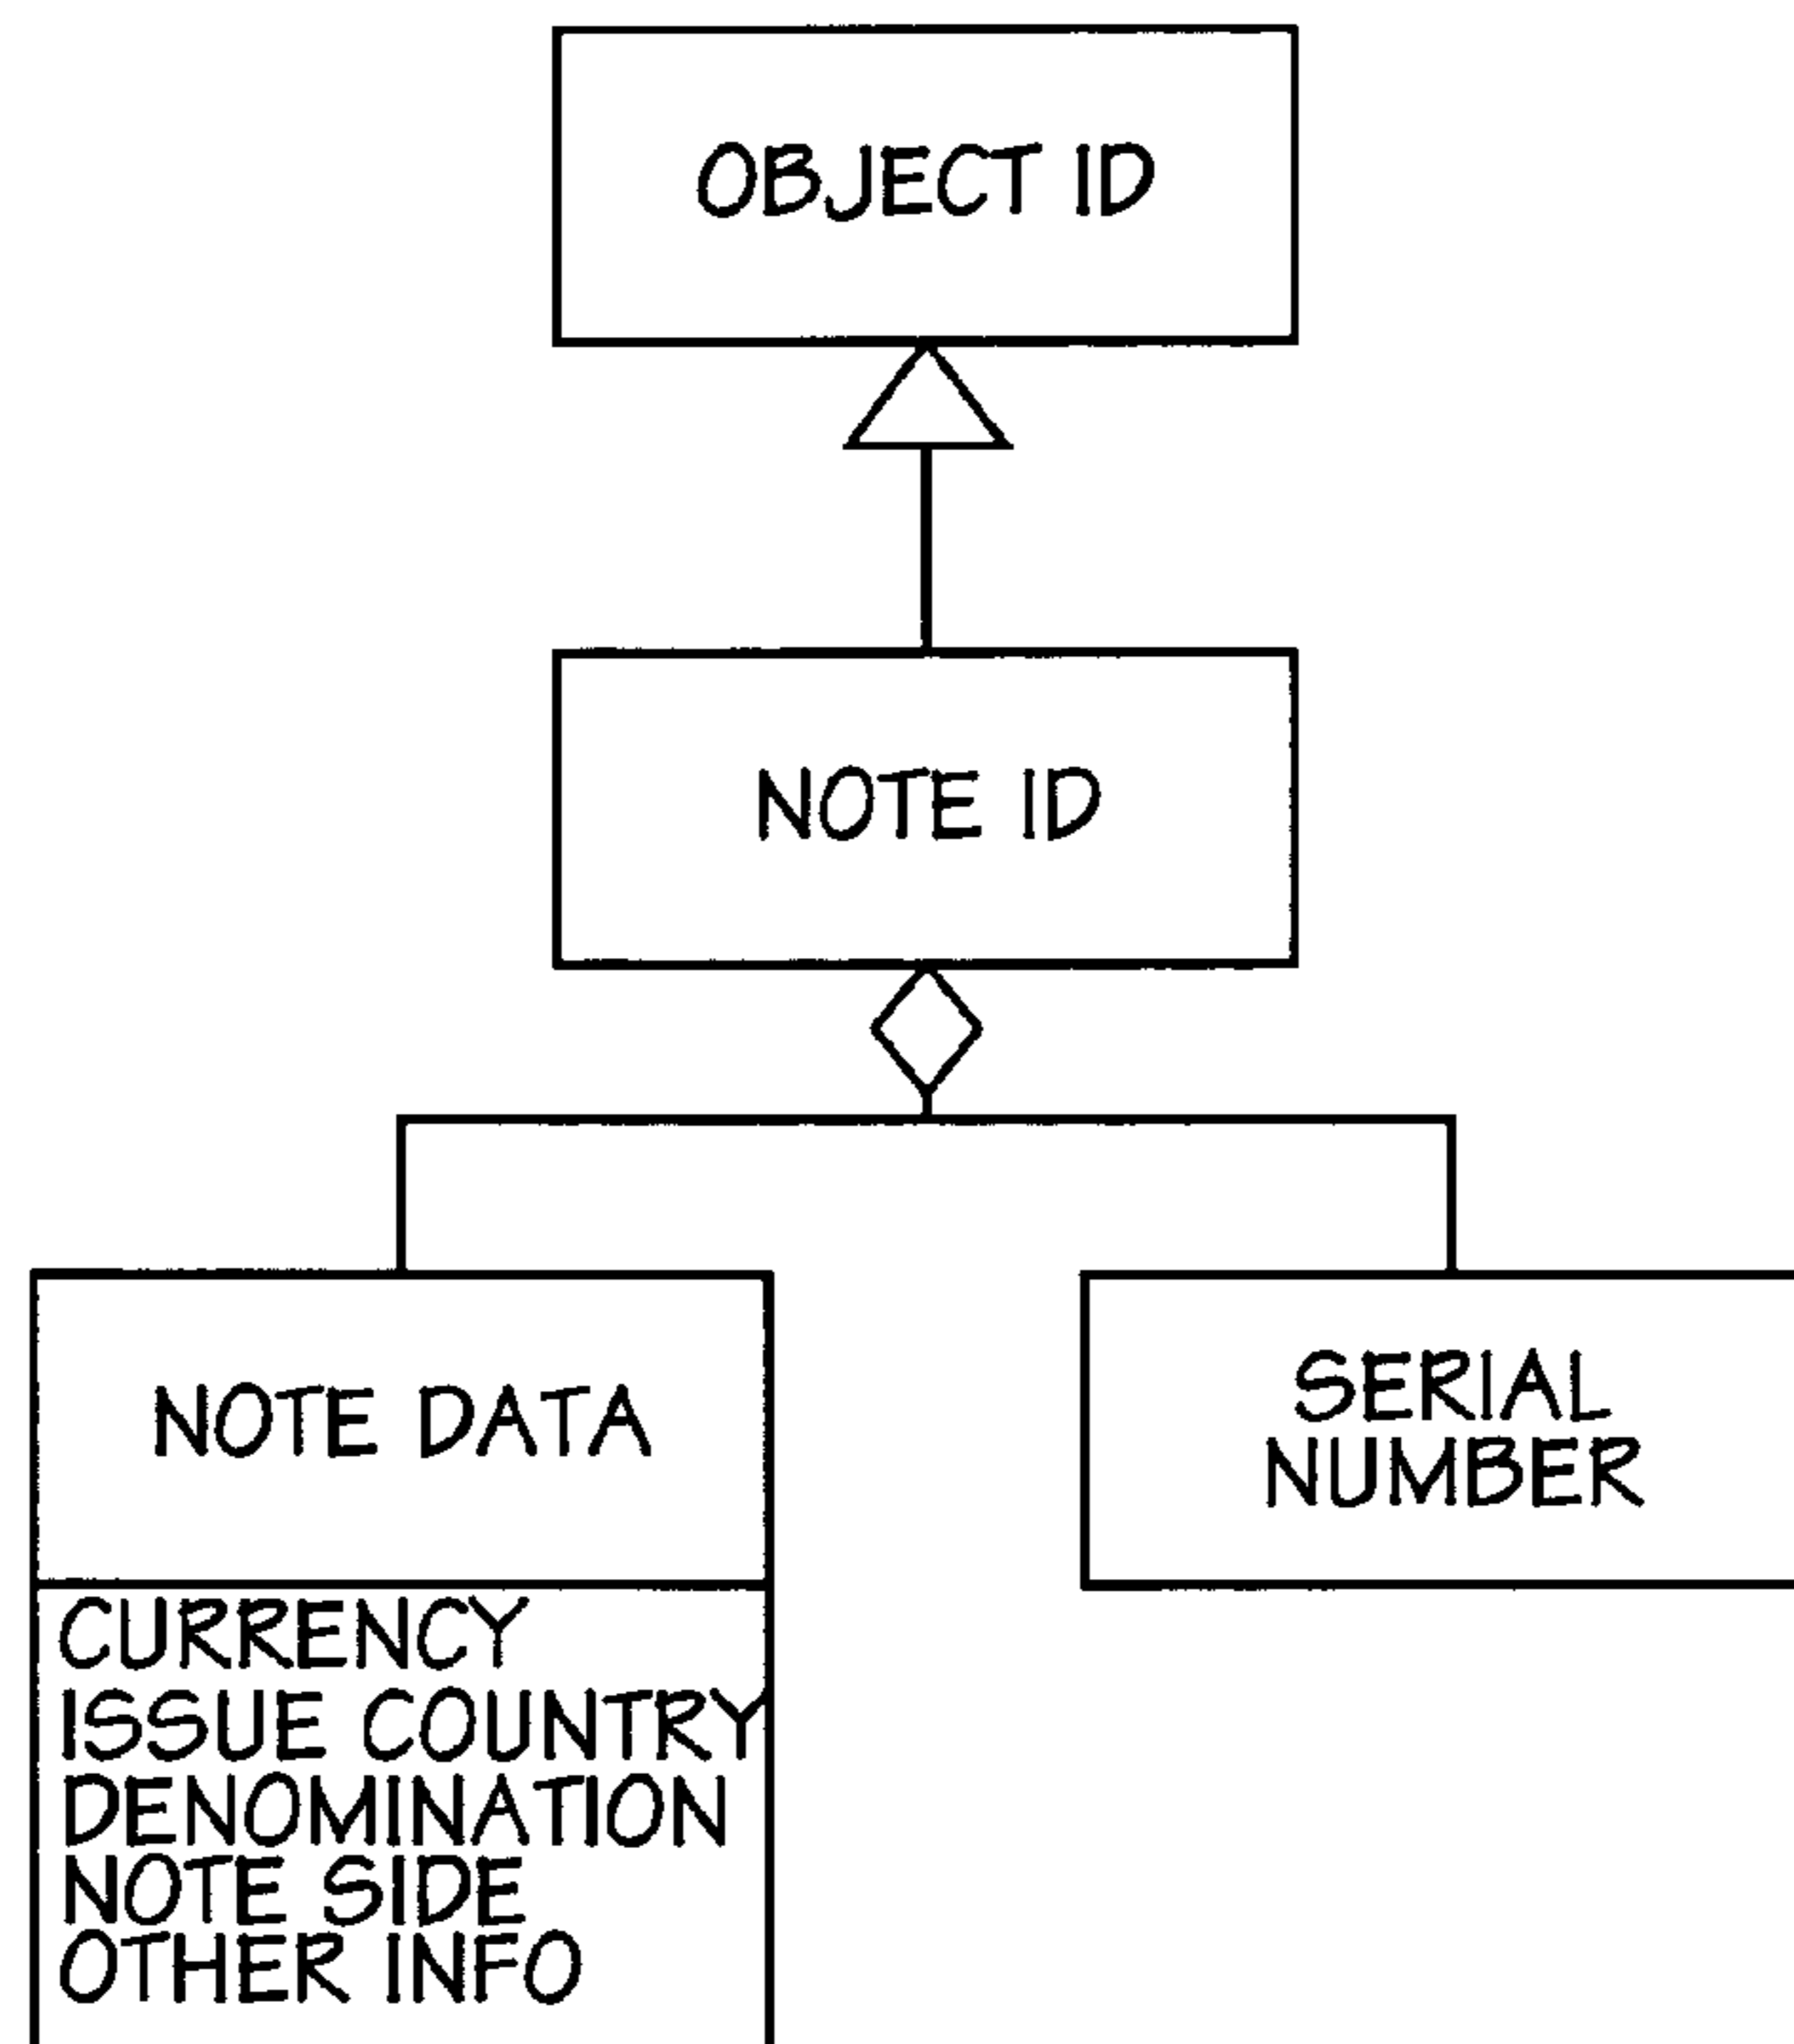 OBJECT ID
NOTE ID
NOTE DATA
SERIAL
NUMBER
CURRENCY
ISSUE COUNTRY
DENOMINATION
NOTE SIDE
OTHER INFO